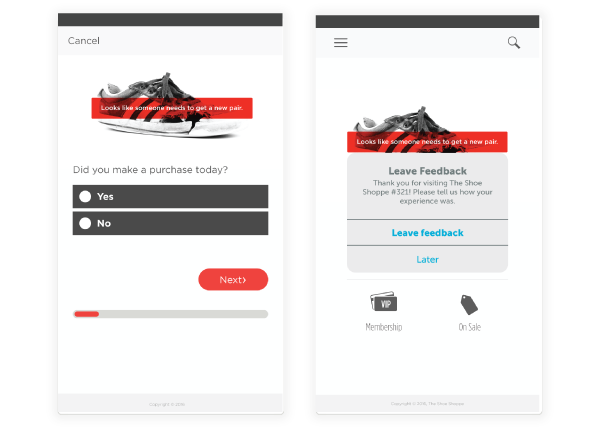 Cancel
Looks like someone needs to get a new pair.
Did you make a purchase today?
Yes
No
Next›
Copyright © 2015
Looks like someone needs to get a new pair.
Leave Feedback
Thank you for visiting The Shoe
Shoppe #321! Please tell us how your
experience was.
Leave feedback
Later
VIP
Membership
On Sale
Copyright © 2015, The Shoe Shoppe